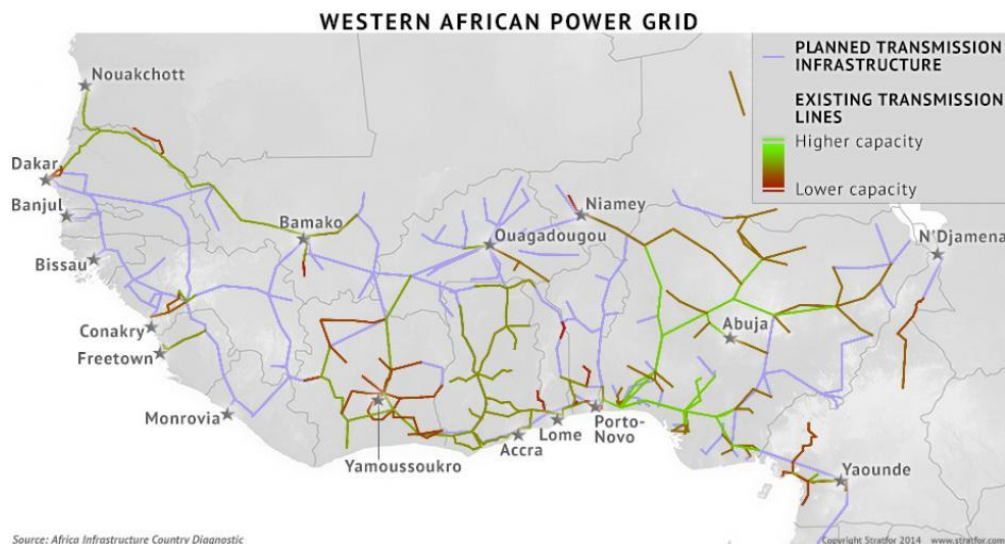 WESTERN AFRICAN POWER GRID
PLANNED TRANSMISSION
INFRASTRUCTURE
EXISTING TRANSMISSION
LINES
Higher capacity
Lower capacity
Nouakchott
Dakar
Banjul
Bissau
Bamako
Ouagadougou
Niamey
N'Djamena
Conakry
Freetown
Abuja
Monrovia
Yamoussoukro
Accra
Lome
Porto-
Novo
Yaounde
Source: Africa Infrastructure Country Diagnostic
Copyright Stratfor 2014 www.stratfor.com